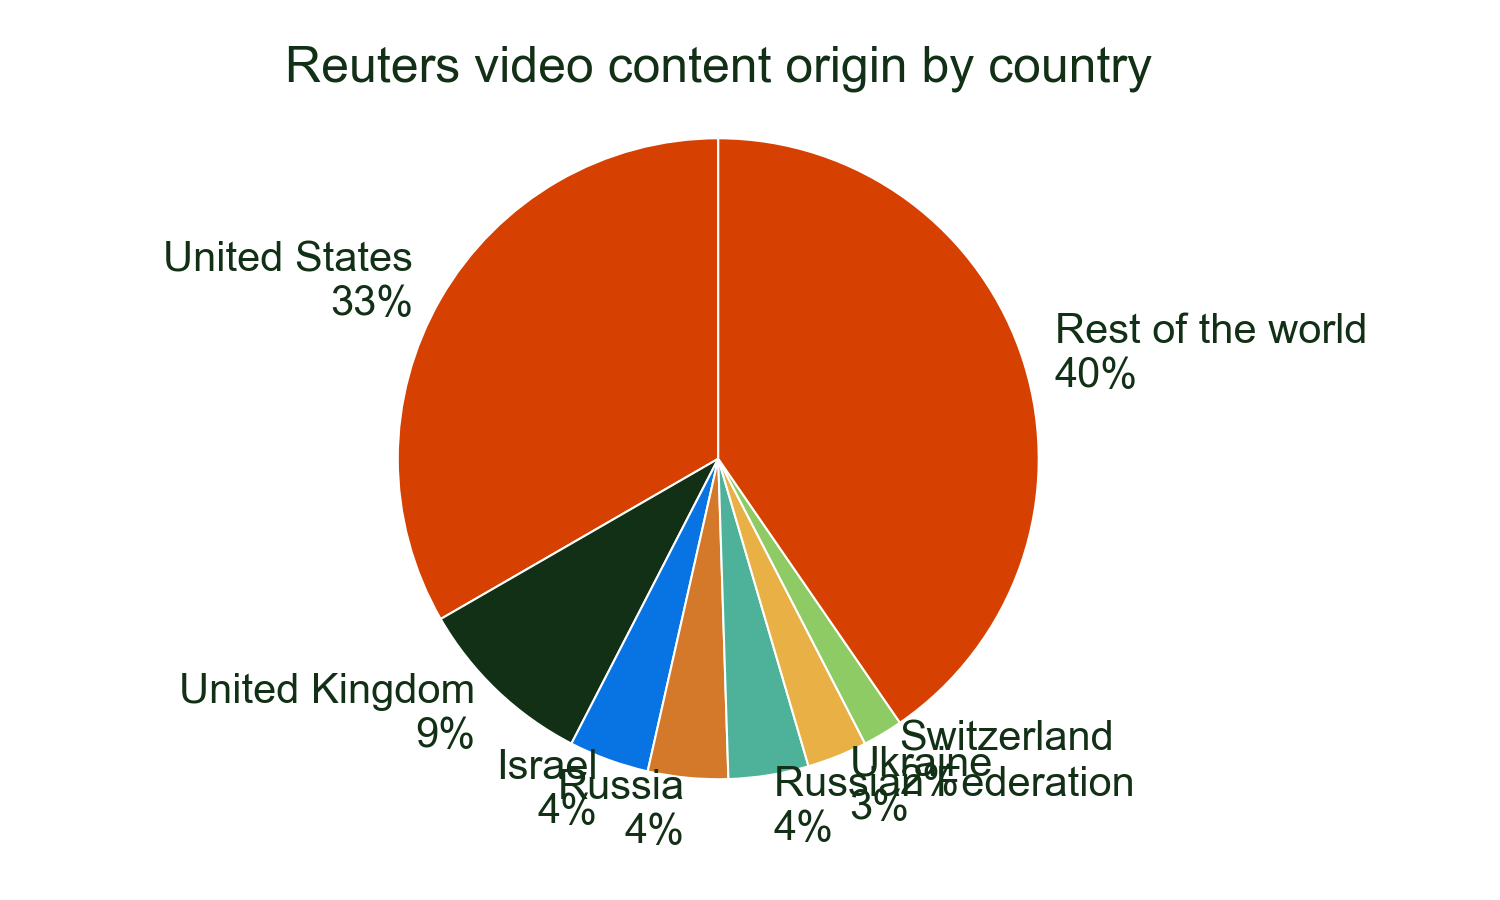 Reuters video content origin by country
United States
33%
Rest of the world
40%
United Kingdom
9%
Israel
4%
Russia
4%
Russian Federation
4%
Ukraine
3%
Switzerland
2%